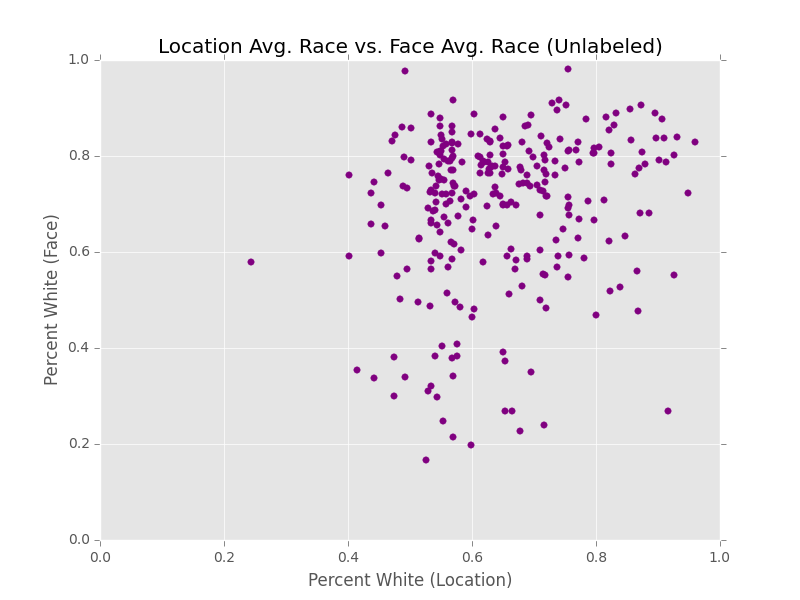 Location Avg. Race vs. Face Avg. Race (Unlabeled)
1.0
0.8
0.6
0.4
0.2
0.0
Percent White (Face)
0.0 0.2 0.4 0.6 0.8 1.0
Percent White (Location)